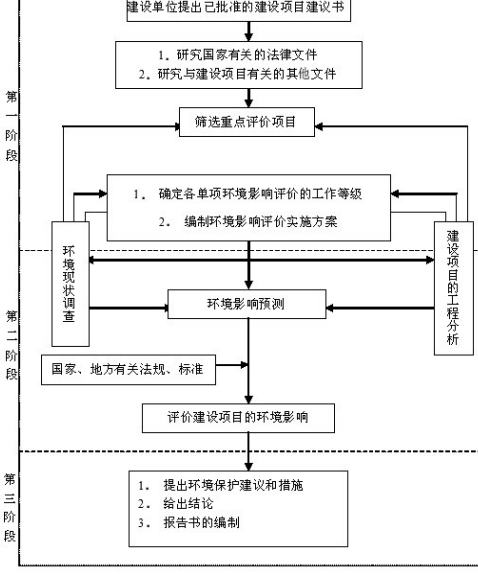 建设单位提出已批准的建设项目建议书
1. 研究国家有关的法律文件
2. 研究与建设项目有关的其他文件
第一阶段
筛选重点评价项目
1. 确定各单项环境影响评价的工作等级
2. 编制环境影响评价实施方案
环境现状调查
建设项目的工程分析
第二阶段
环境影响预测
国家、地方有关法规、标准
评价建设项目的环境影响
第三阶段
1. 提出环境保护建议和措施
2. 给出结论
3. 报告书的编制